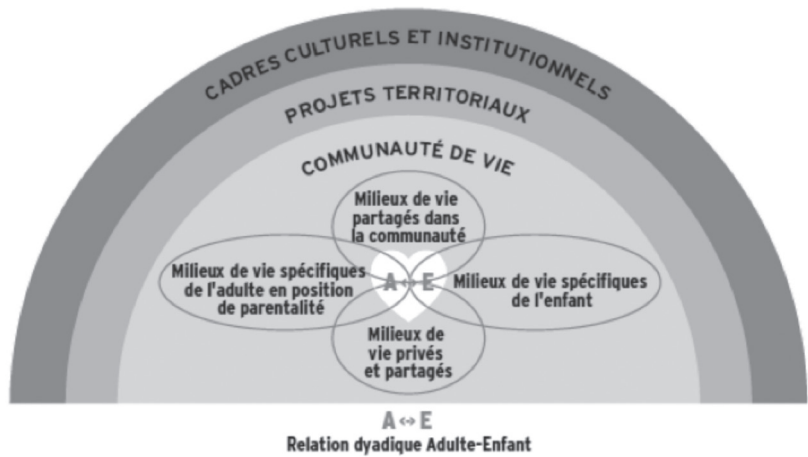 CADRES CULTURELS ET INSTITUTIONNELS
PROJETS TERRITORIAUX
COMMUNAUTÉ DE VIE
Milieux de vie
partagés dans
la communauté
Milieux de vie spécifiques
de l'adulte en position
de parentalité
A ↔ E
Milieux de vie spécifiques
de l'enfant
Milieux de
vie privés
et partagés
A ↔ E
Relation dyadique Adulte-Enfant